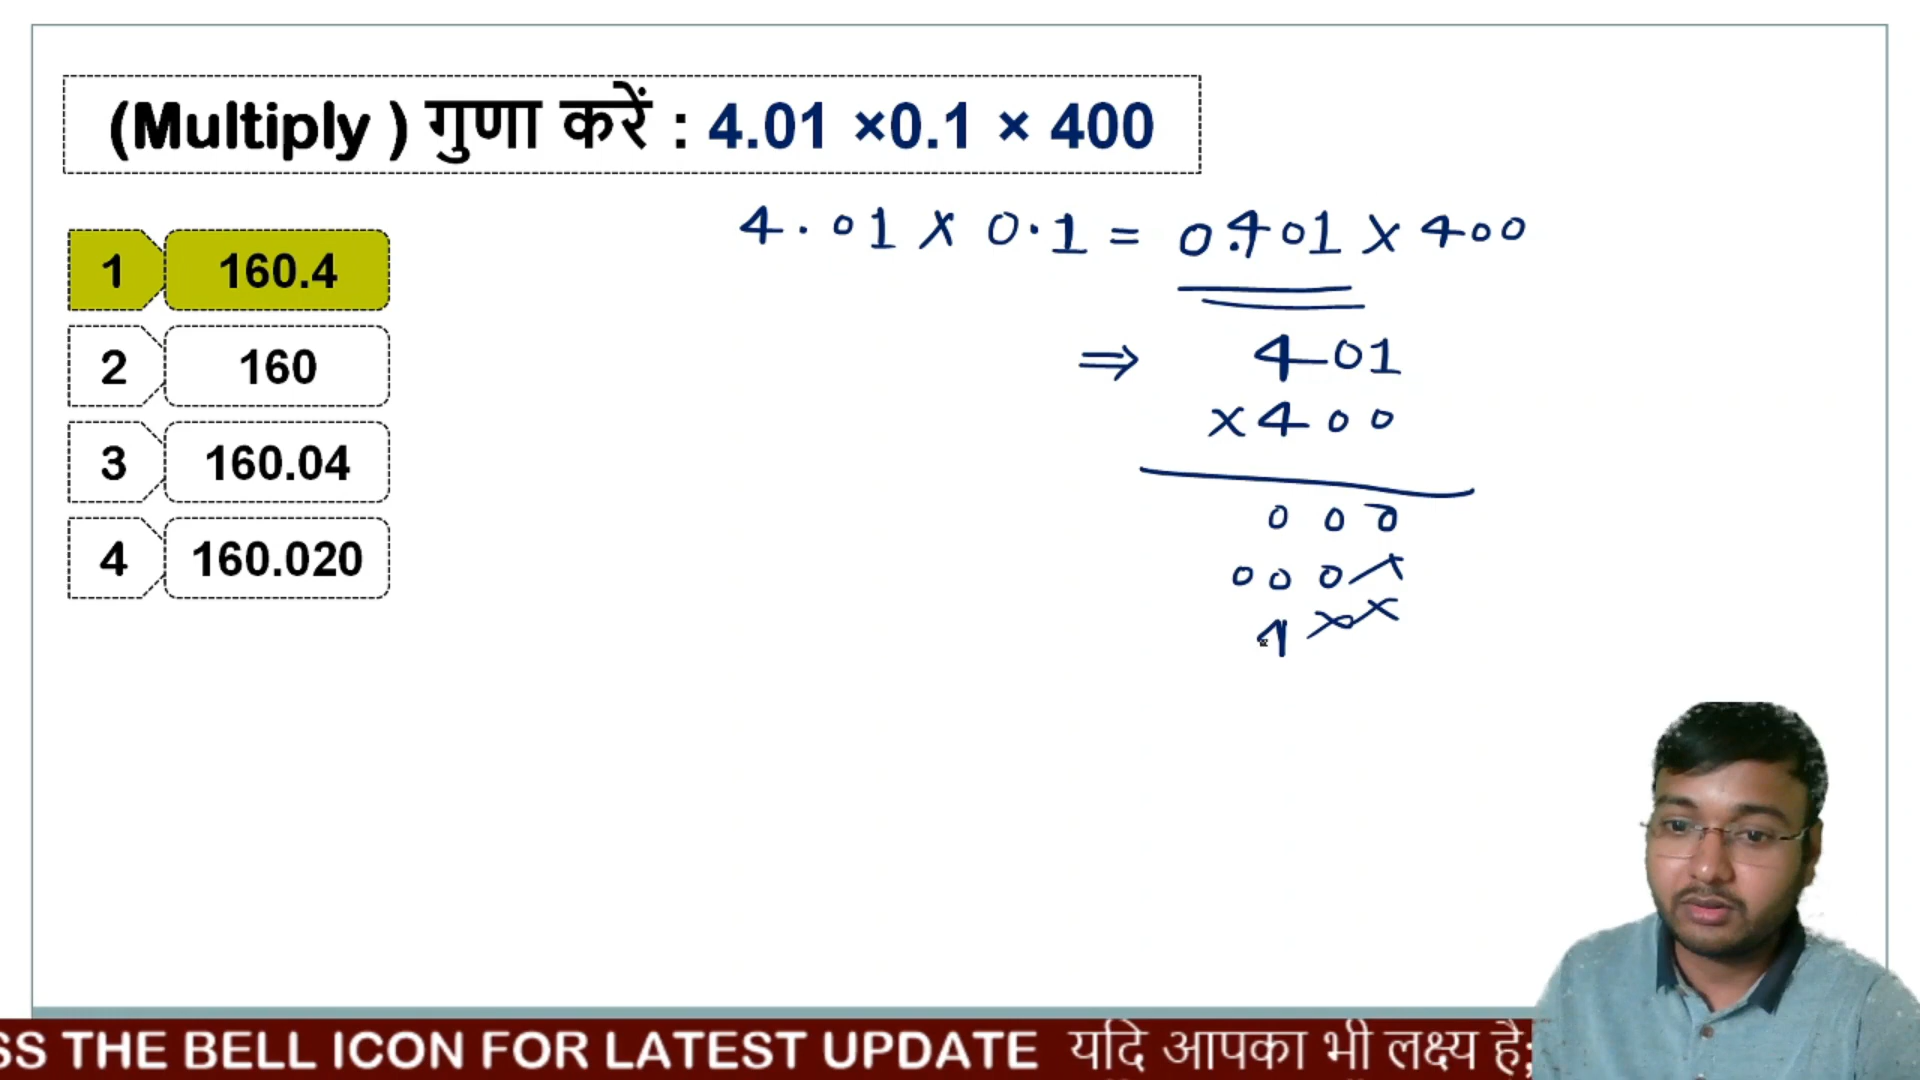 (Multiply ) गुणा करें : 4.01 ×0.1 × 400
1 160.4
2 160
3 160.04
4 160.020
4.01 X 0.1 = 0.401 X 400
⇒ 401
X 400
000
000 X
4 X X
SS THE BELL ICON FOR LATEST UPDATE यदि आपका भी लक्ष्य है;